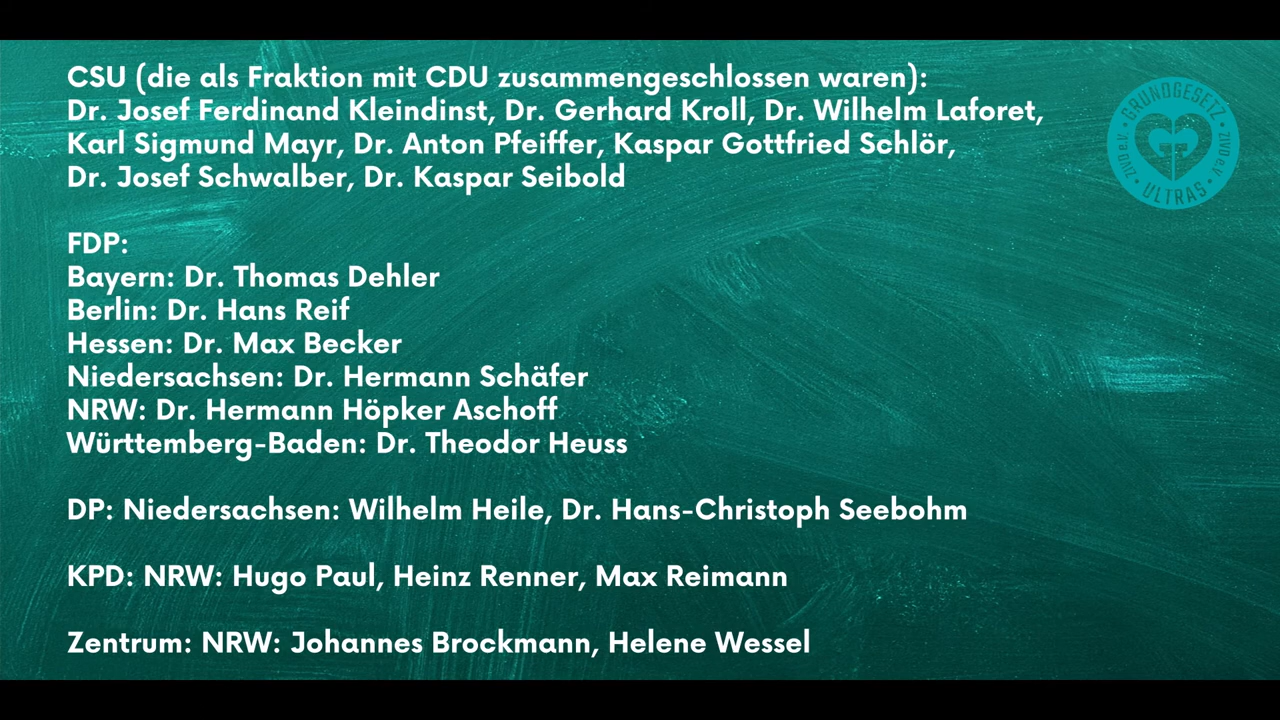 CSU (die als Fraktion mit CDU zusammengeschlossen waren):
Dr. Josef Ferdinand Kleindinst, Dr. Gerhard Kroll, Dr. Wilhelm Laforet,
Karl Sigmund Mayr, Dr. Anton Pfeiffer, Kaspar Gottfried Schlör,
Dr. Josef Schwalber, Dr. Kaspar Seibold
FDP:
Bayern: Dr. Thomas Dehler
Berlin: Dr. Hans Reif
Hessen: Dr. Max Becker
Niedersachsen: Dr. Hermann Schäfer
NRW: Dr. Hermann Höpker Aschoff
Württemberg-Baden: Dr. Theodor Heuss
DP: Niedersachsen: Wilhelm Heile, Dr. Hans-Christoph Seebohm
KPD: NRW: Hugo Paul, Heinz Renner, Max Reimann
Zentrum: NRW: Johannes Brockmann, Helene Wessel
GRUNDGESETZ
ZIVD e.V.
ULTRAS
ZIVD e.V.